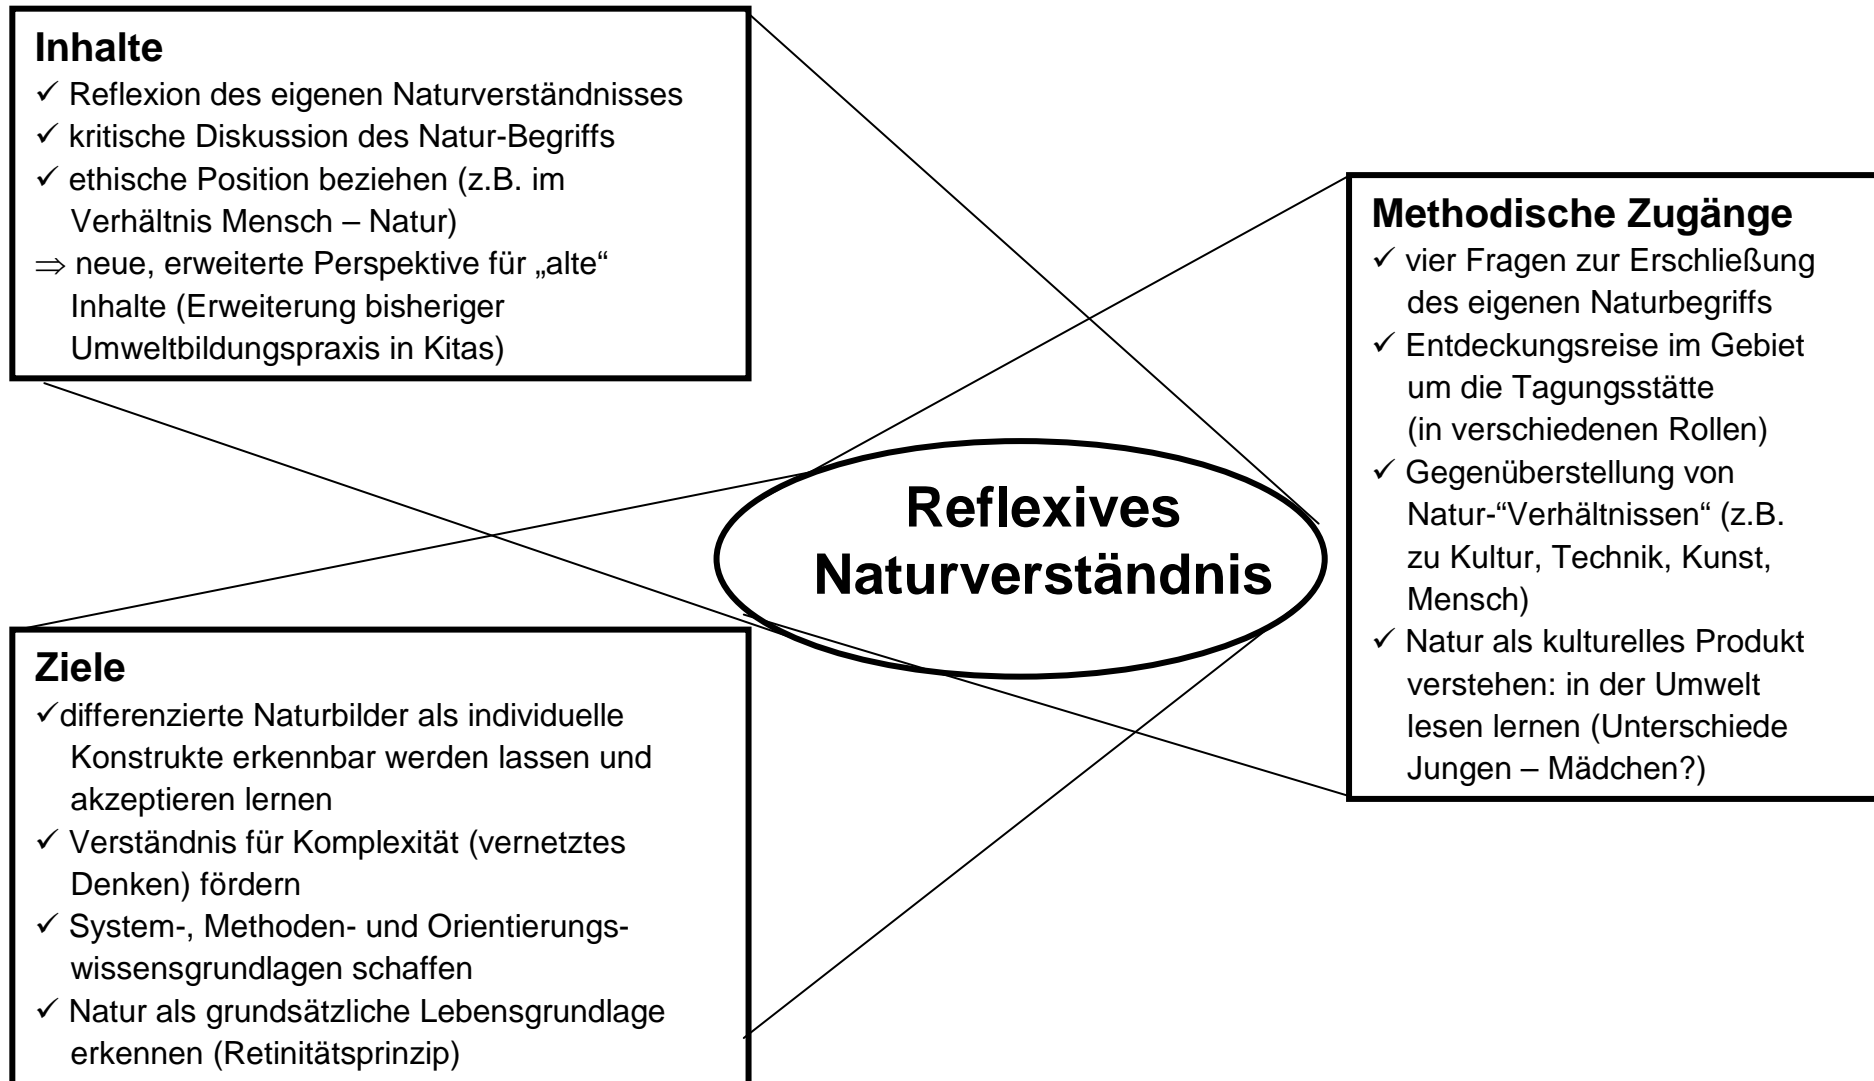 Inhalte
✓ Reflexion des eigenen Naturverständnisses
✓ kritische Diskussion des Natur-Begriffs
✓ ethische Position beziehen (z.B. im
Verhältnis Mensch – Natur)
⇒ neue, erweiterte Perspektive für „alte“
Inhalte (Erweiterung bisheriger
Umweltbildungspraxis in Kitas)
Methodische Zugänge
✓ vier Fragen zur Erschließung
des eigenen Naturbegriffs
✓ Entdeckungsreise im Gebiet
um die Tagungsstätte
(in verschiedenen Rollen)
✓ Gegenüberstellung von
Natur-“Verhältnissen“ (z.B.
zu Kultur, Technik, Kunst,
Mensch)
✓ Natur als kulturelles Produkt
verstehen: in der Umwelt
lesen lernen (Unterschiede
Jungen – Mädchen?)
Reflexives
Naturverständnis
Ziele
✓differenzierte Naturbilder als individuelle
Konstrukte erkennbar werden lassen und
akzeptieren lernen
✓ Verständnis für Komplexität (vernetztes
Denken) fördern
✓ System-, Methoden- und Orientierungs-
wissensgrundlagen schaffen
✓ Natur als grundsätzliche Lebensgrundlage
erkennen (Retinitätsprinzip)